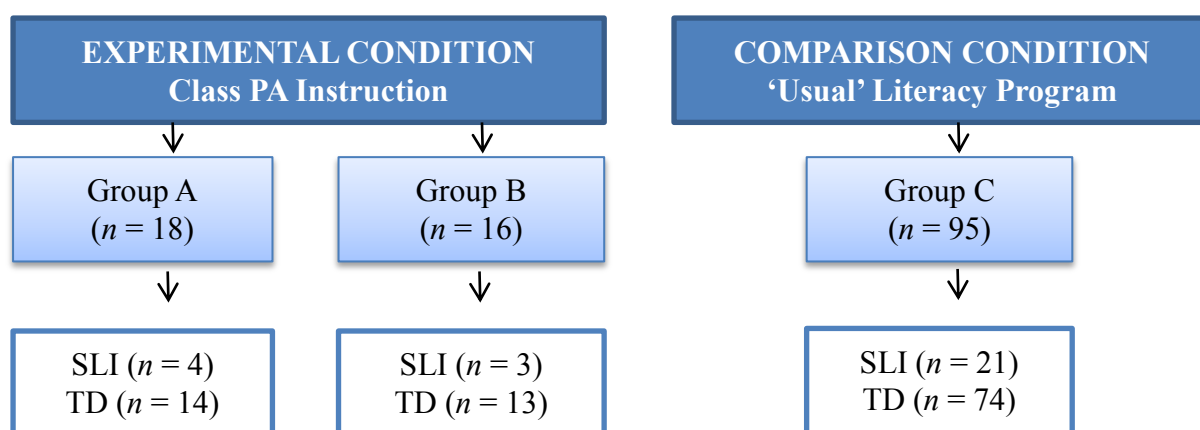 EXPERIMENTAL CONDITION
Class PA Instruction
COMPARISON CONDITION
‘Usual’ Literacy Program
Group A
(n = 18)
Group B
(n = 16)
Group C
(n = 95)
SLI (n = 4)
TD (n = 14)
SLI (n = 3)
TD (n = 13)
SLI (n = 21)
TD (n = 74)